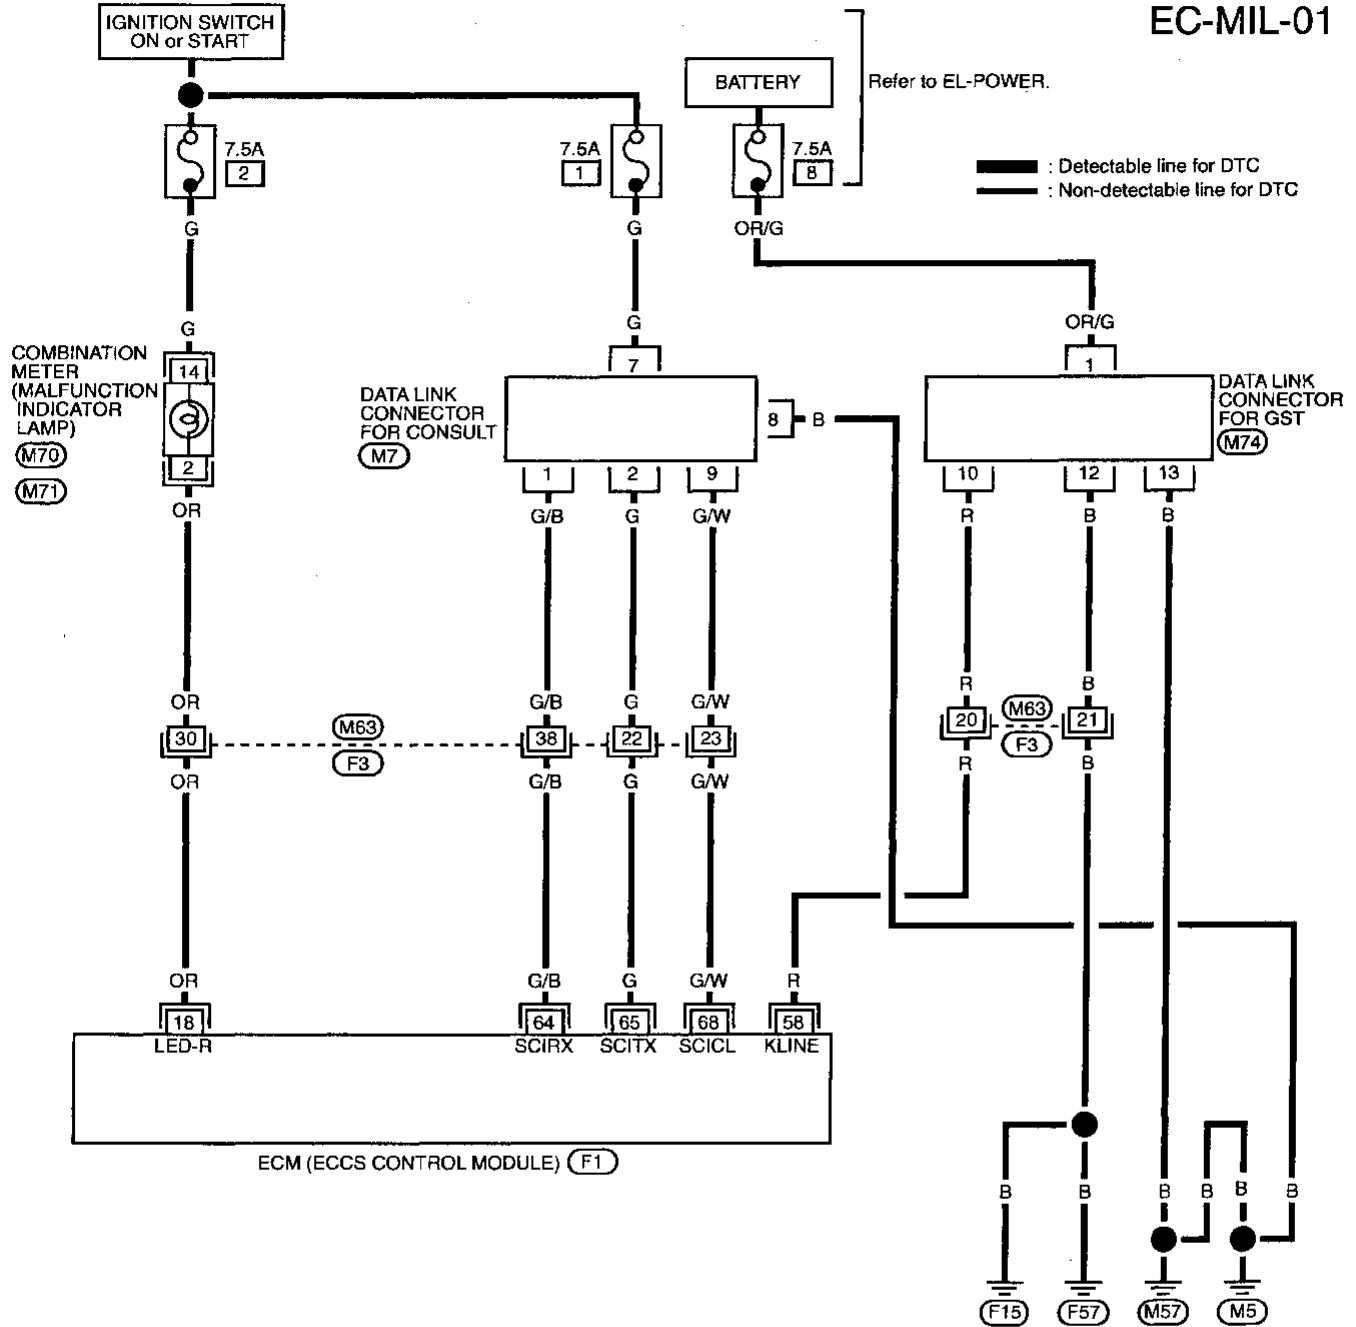 EC-MIL-01
IGNITION SWITCH
ON or START
BATTERY
Refer to EL-POWER.
7.5A
2
7.5A
1
7.5A
8
: Detectable line for DTC
: Non-detectable line for DTC
G
G
OR/G
G
G
OR/G
COMBINATION
METER
(MALFUNCTION
INDICATOR
LAMP)
M70
M71
14
2
OR
DATA LINK
CONNECTOR
FOR CONSULT
M7
7
8
B
1
2
9
G/B
G
G/W
1
DATA LINK
CONNECTOR
FOR GST
M74
10
12
13
R
B
B
R
B
20
M63
F3
21
R
B
OR
G/B
G
G/W
30
M63
F3
38
22
23
OR
G/B
G
G/W
OR
G/B
G
G/W
R
18
64
65
68
58
LED-R
SCIRX
SCITX
SCICL
KLINE
ECM (ECCS CONTROL MODULE)
F1
B
B
B
B
B
B
F15
F57
M57
M5